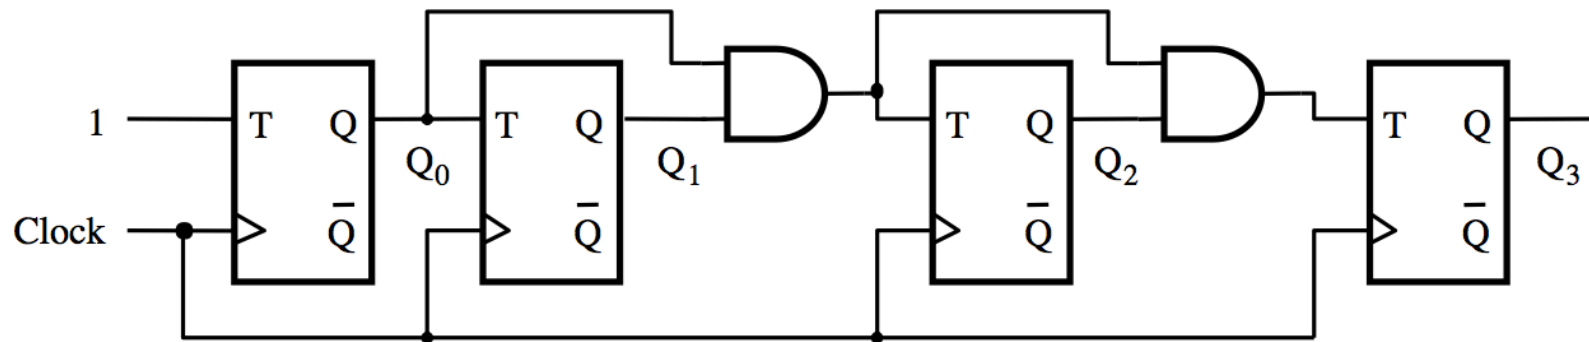 1 T Q T Q T Q T Q
Q₀ Q₁ Q₂ Q₃
Clock Q̅ Q̅ Q̅ Q̅